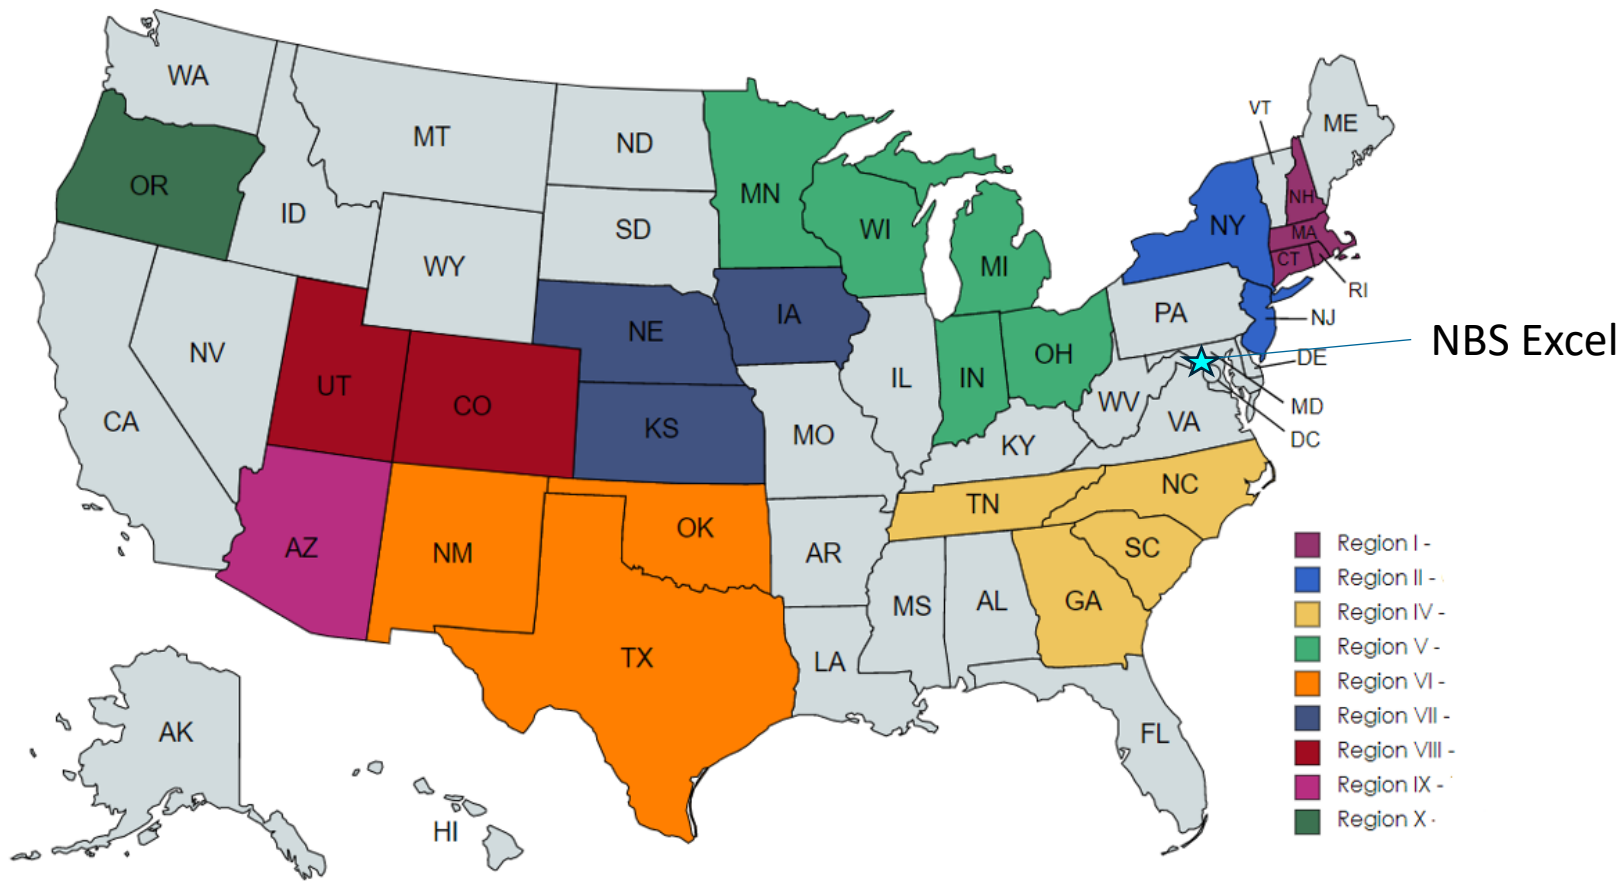 WA
MT
ND
MN
VT
ME
OR
ID
SD
WI
NY
NH
MA
CT
RI
WY
MI
PA
NJ
NBS Excel
NE
IA
OH
DE
NV
UT
CO
IL
IN
WV
MD
CA
KS
MO
KY
VA
DC
TN
NC
AZ
NM
OK
AR
SC
MS
AL
GA
TX
LA
FL
AK
HI
Region I -
Region II -
Region IV -
Region V -
Region VI -
Region VII -
Region VIII -
Region IX -
Region X -